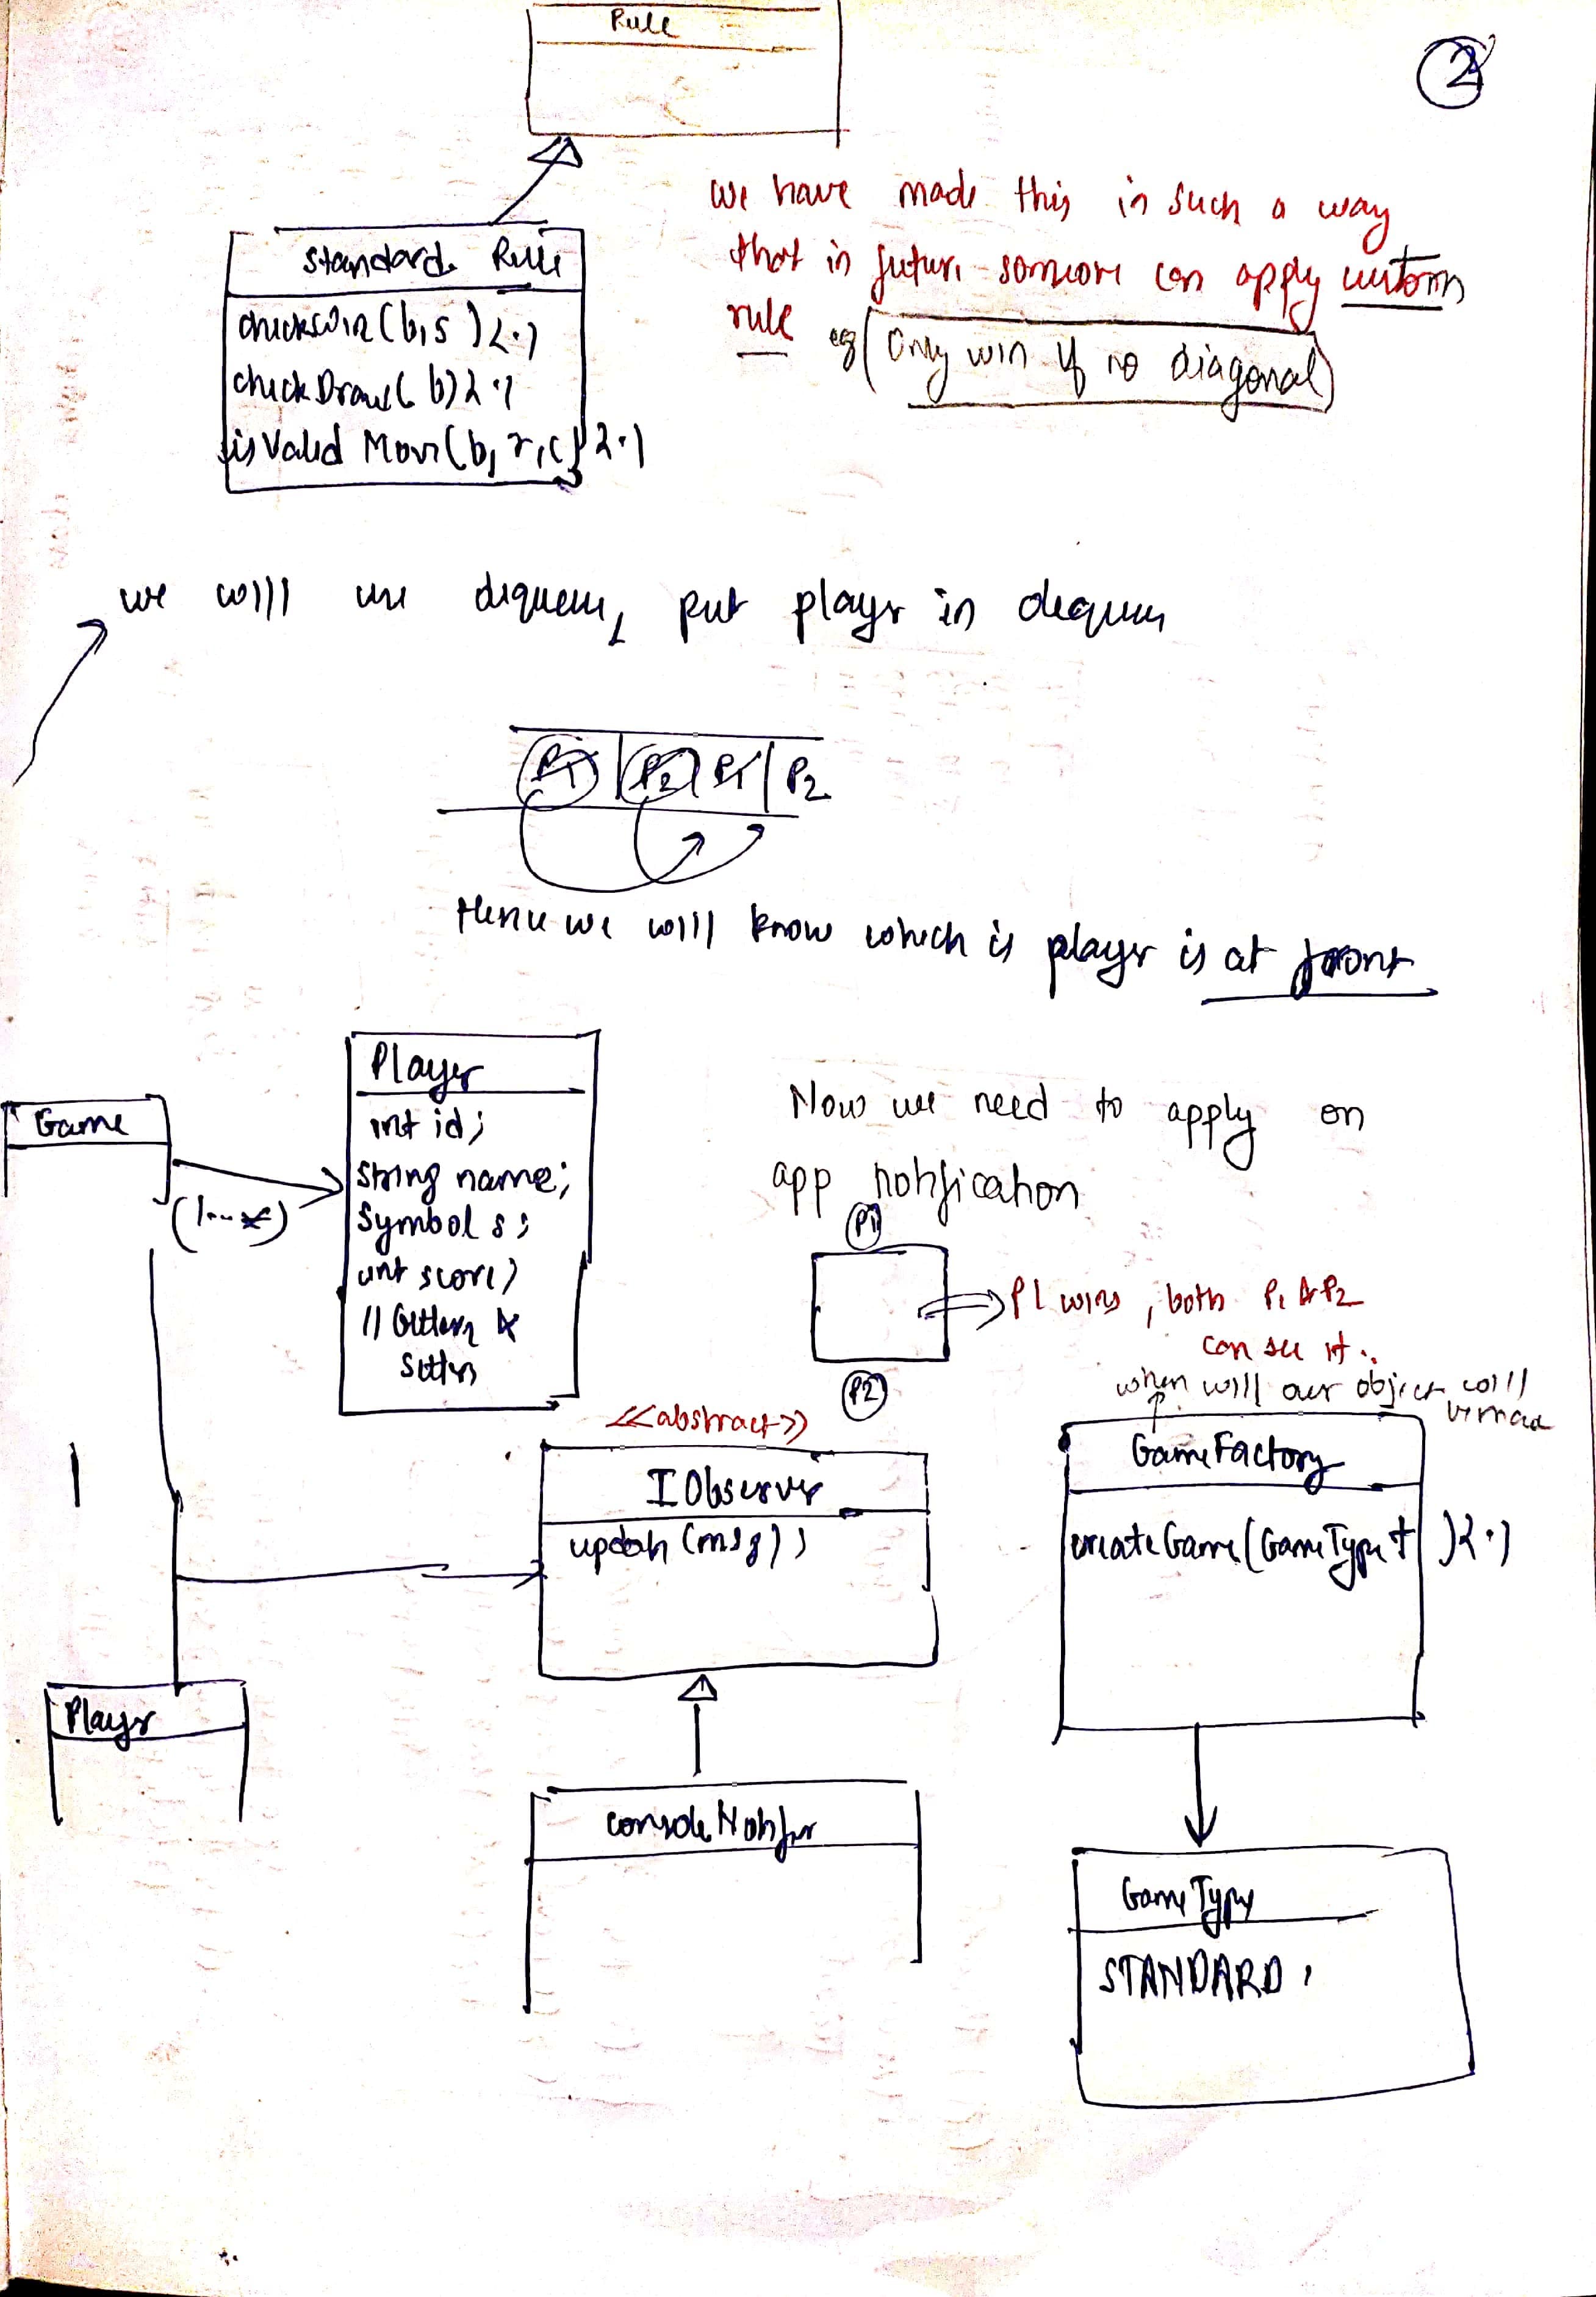 Rule
2
Standard Rule
checkWin (b, s) {.}
checkDraw( b) {.}
isValid Move (b, r, c) {.}
we have made this in such a way
that in future someone can apply custom
rule eg (Only win if no diagonal)
we will use dequeue, put player in dequeue
P1 | P2 | P1 | P2
Hence we will know which is player is at front
Game
(1..*)
Player
int id;
string name;
Symbol s;
int score;
// Getters &
Setters
Now we need to apply on
app notification
P1
P1 wins, both P1 & P2
can see it..
P2
when will our object will
<<abstract>>
IObserver
update (msg);
GameFactory
createGame (GameType t) {.}
Player
console Notifier
GameType
STANDARD,